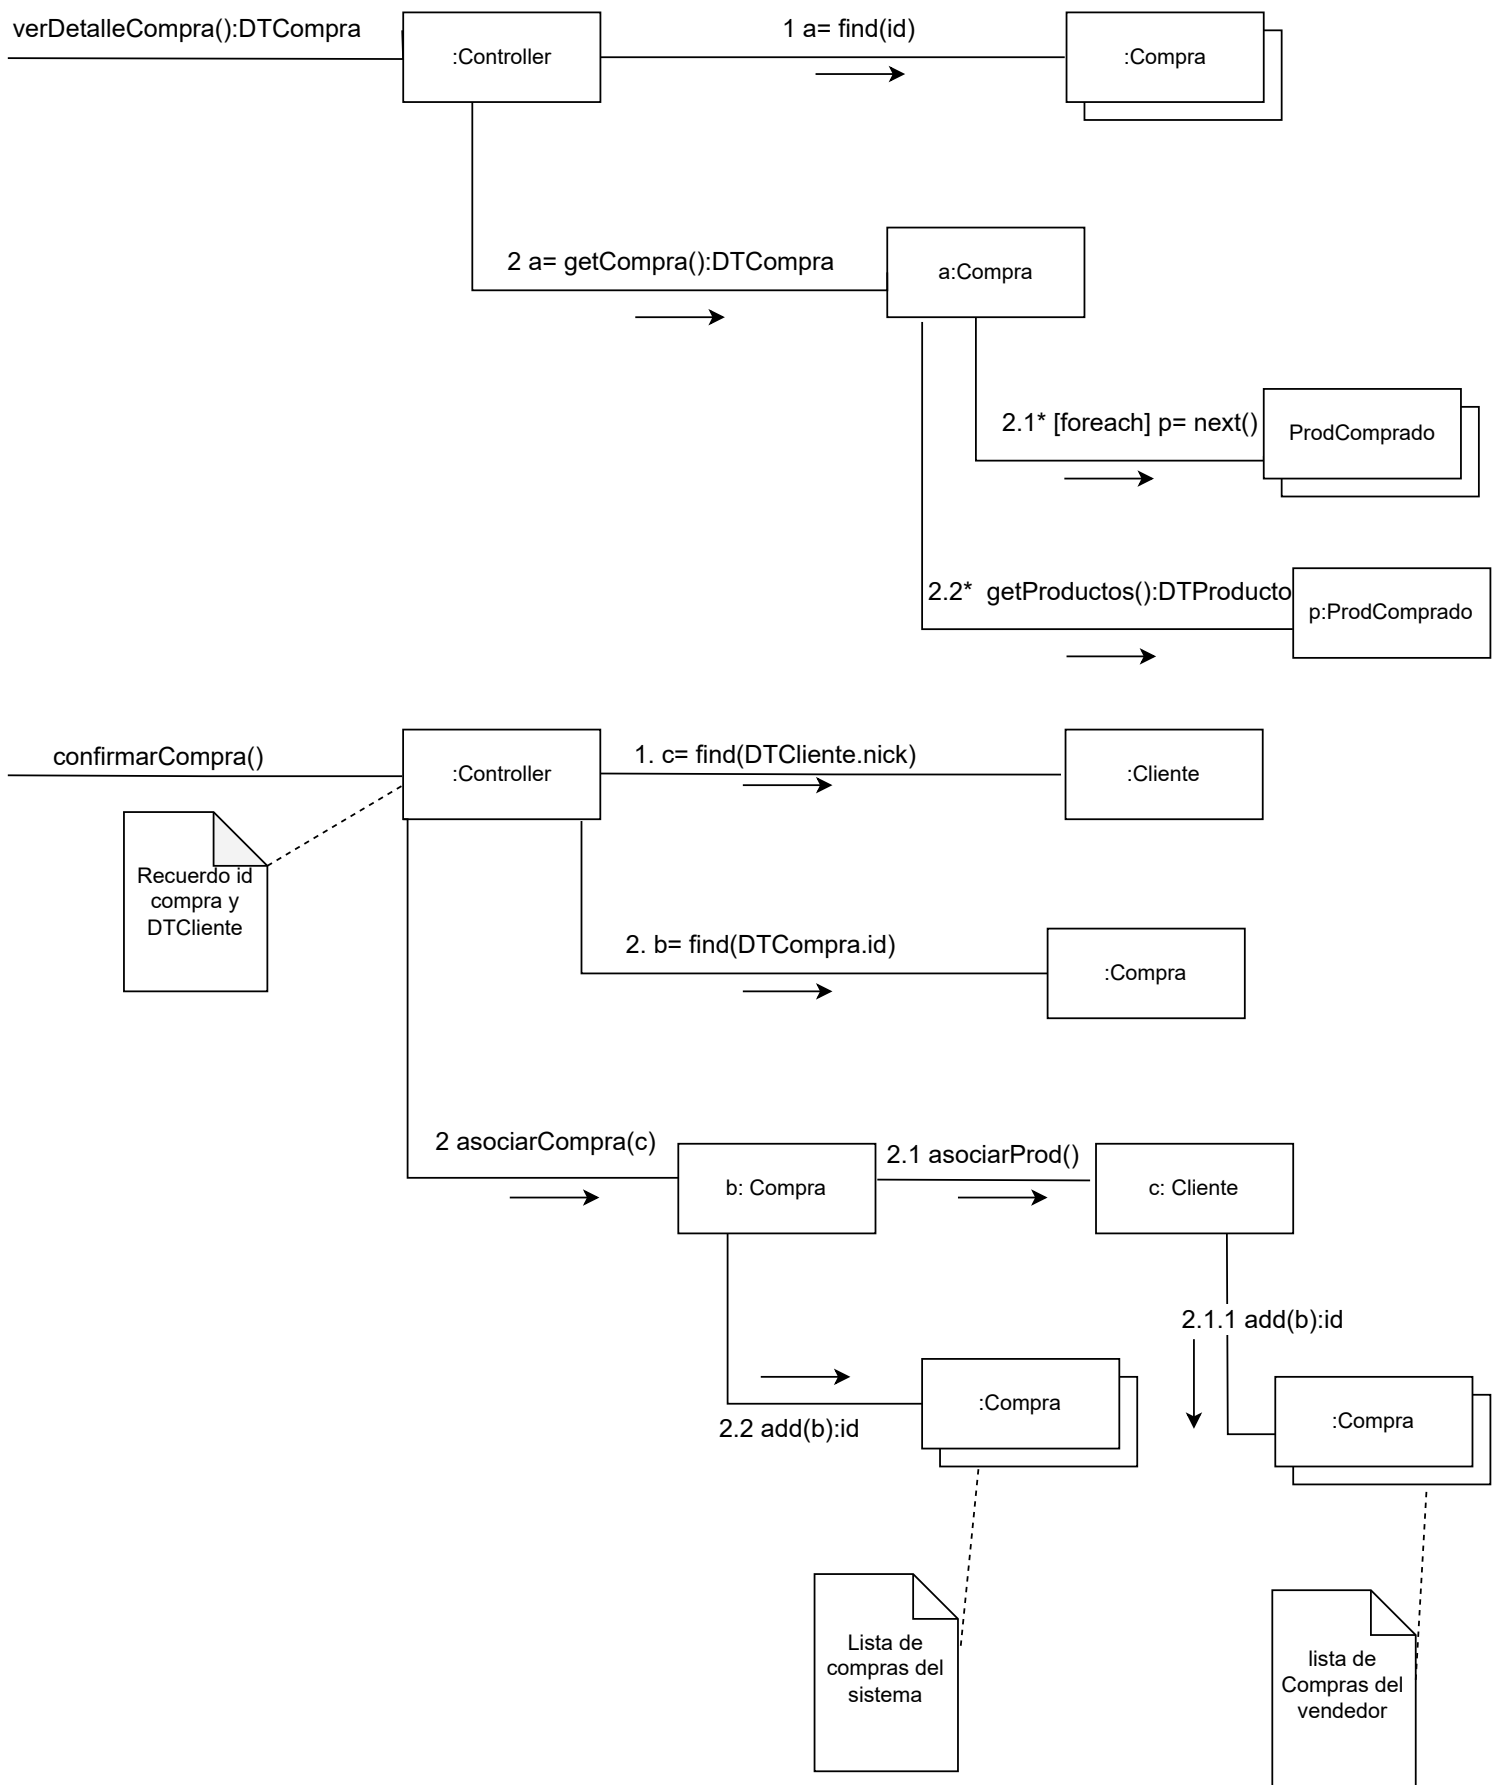 verDetalleCompra():DTCompra
:Controller
1 a= find(id)
:Compra
2 a= getCompra():DTCompra
a:Compra
2.1* [foreach] p= next()
ProdComprado
2.2*  getProductos():DTProducto
p:ProdComprado
confirmarCompra()
:Controller
1. c= find(DTCliente.nick)
:Cliente
Recuerdo id
compra y
DTCliente
2. b= find(DTCompra.id)
:Compra
2 asociarCompra(c)
b: Compra
2.1 asociarProd()
c: Cliente
2.1.1 add(b):id
:Compra
2.2 add(b):id
:Compra
Lista de
compras del
sistema
lista de
Compras del
vendedor